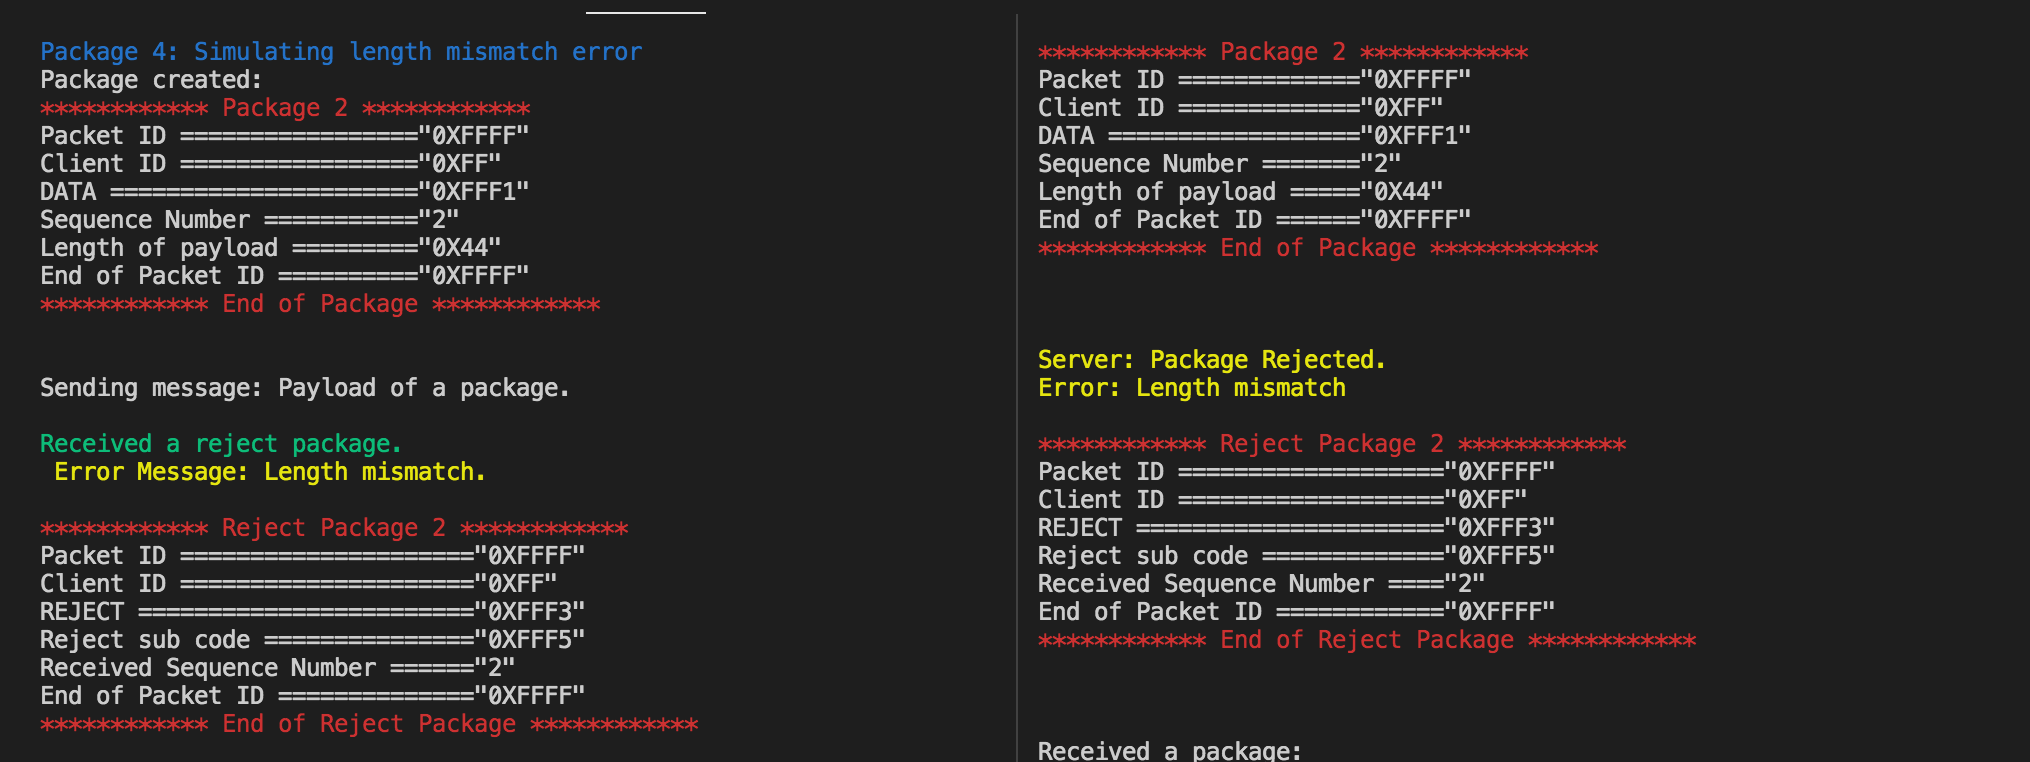 Package 4: Simulating length mismatch error
Package created:
************ Package 2 ************
Packet ID ================="0XFFFF"
Client ID ================="0XFF"
DATA ======================"0XFFF1"
Sequence Number ==========="2"
Length of payload ========="0X44"
End of Packet ID =========="0XFFFF"
************ End of Package ************
Sending message: Payload of a package.
Received a reject package.
Error Message: Length mismatch.
************ Reject Package 2 ************
Packet ID ====================="0XFFFF"
Client ID ====================="0XFF"
REJECT ========================"0XFFF3"
Reject sub code ==============="0XFFF5"
Received Sequence Number ======"2"
End of Packet ID =============="0XFFFF"
************ End of Reject Package ************
************ Package 2 ************
Packet ID ============="0XFFFF"
Client ID ============="0XFF"
DATA =================="0XFFF1"
Sequence Number ======="2"
Length of payload ====="0X44"
End of Packet ID ======"0XFFFF"
************ End of Package ************
Server: Package Rejected.
Error: Length mismatch
************ Reject Package 2 ************
Packet ID ==================="0XFFFF"
Client ID ==================="0XFF"
REJECT ======================"0XFFF3"
Reject sub code ============="0XFFF5"
Received Sequence Number ===="2"
End of Packet ID ============"0XFFFF"
************ End of Reject Package ************
Received a package: